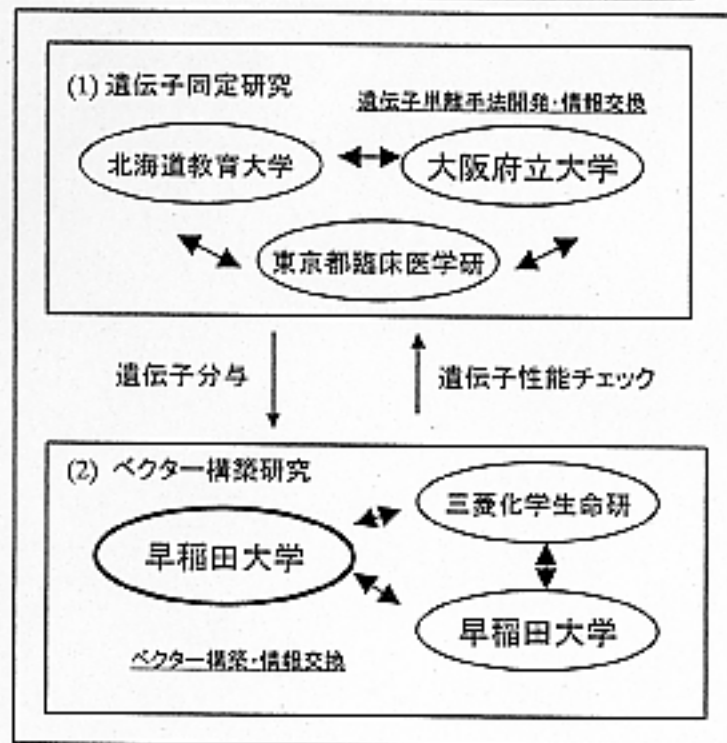 (1) 遺伝子同定研究
遺伝子単離手法開発・情報交換
北海道教育大学
大阪府立大学
東京都臨床医学研
遺伝子分与
遺伝子性能チェック
(2) ベクター構築研究
三菱化学生命研
早稲田大学
早稲田大学
ベクター構築・情報交換